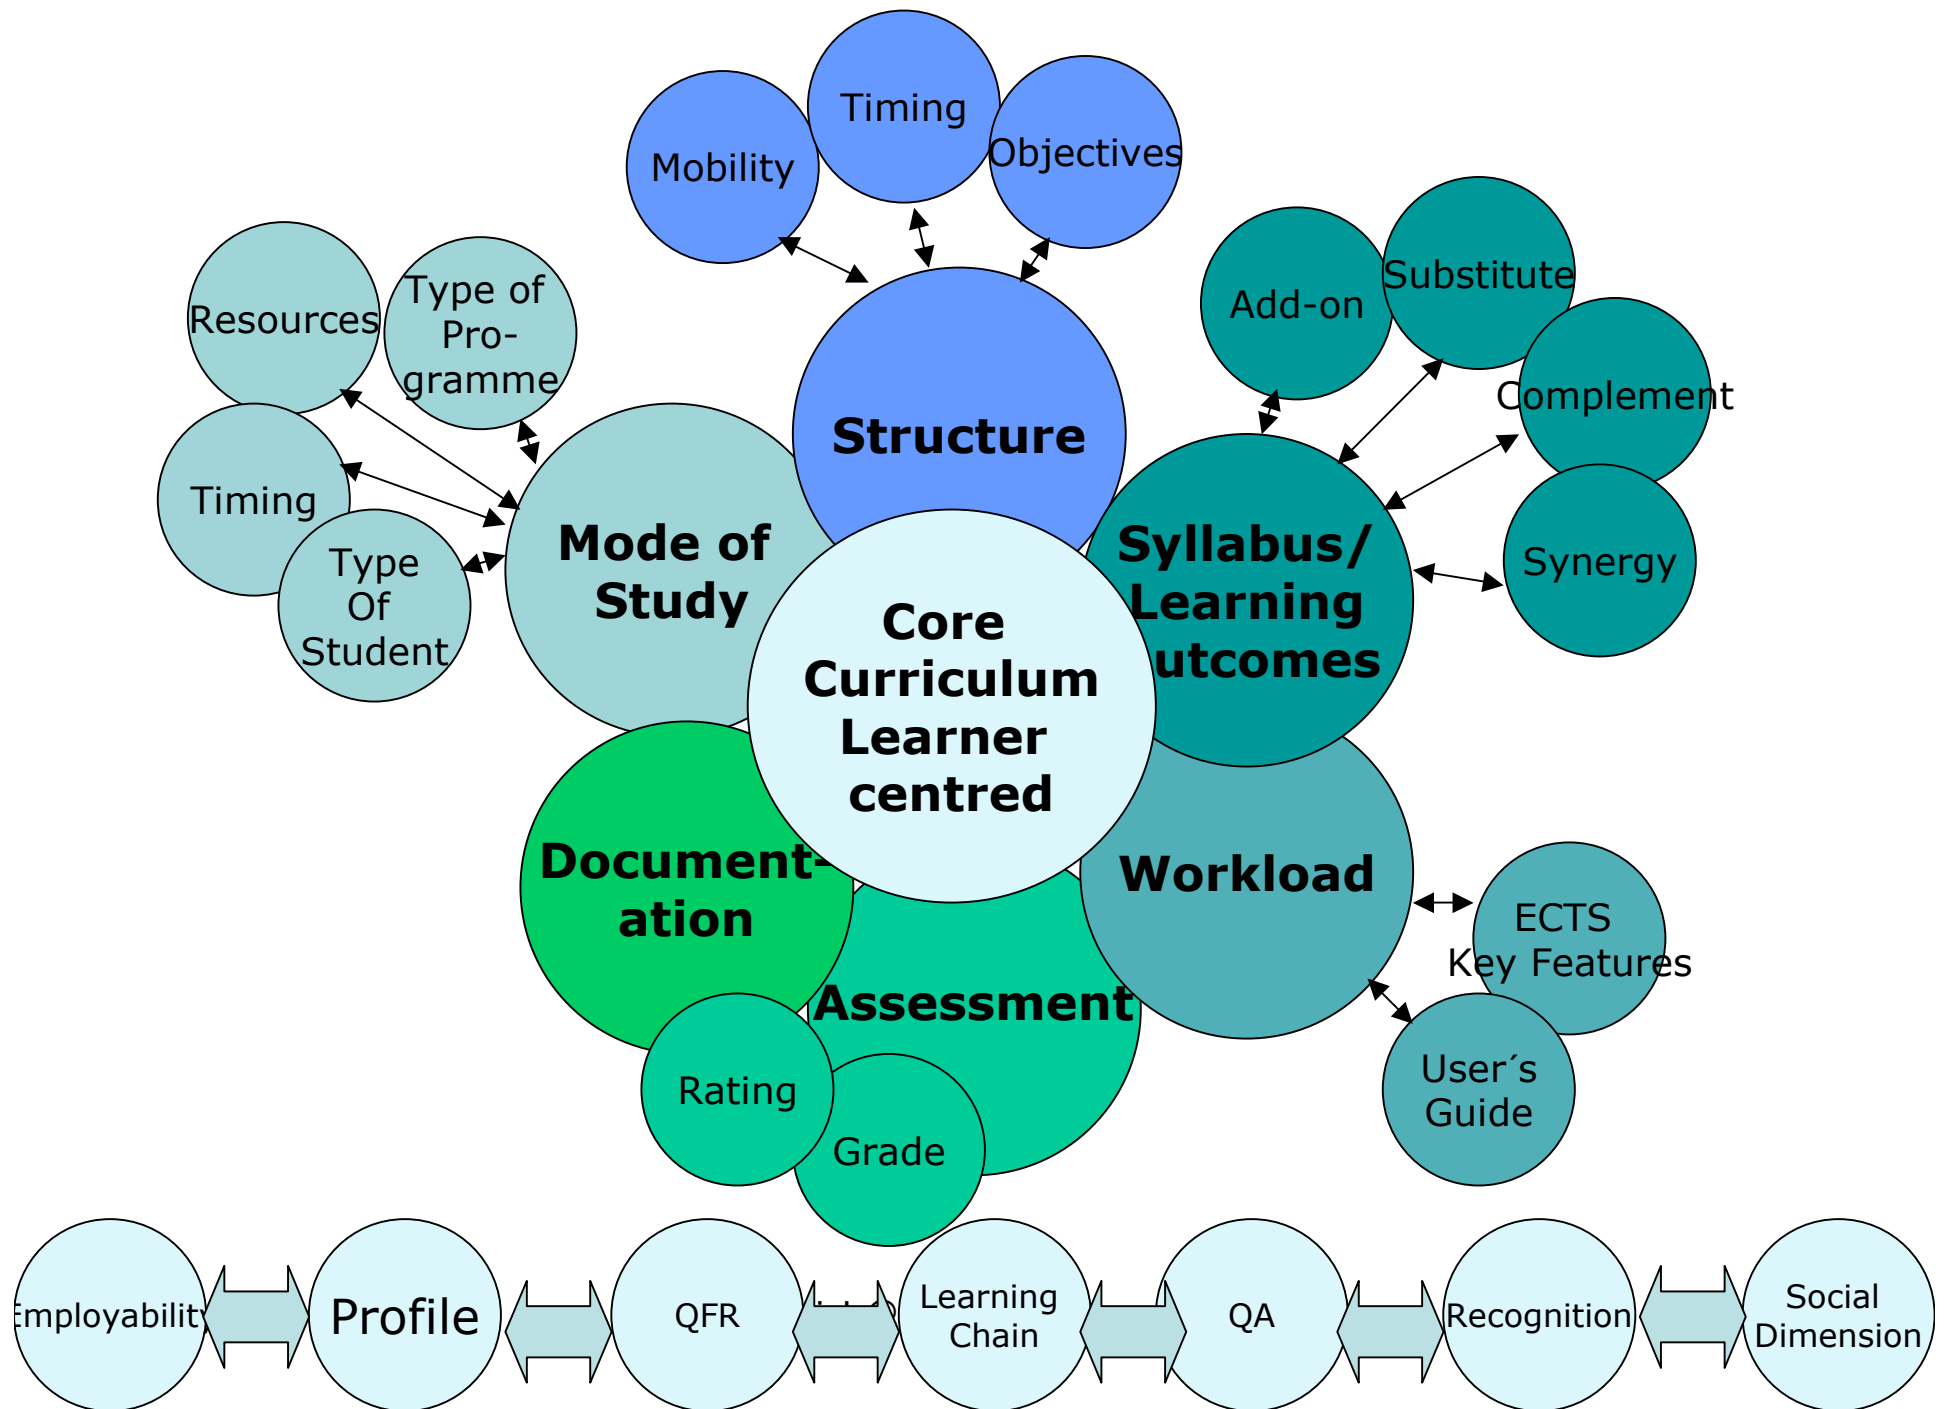 Timing
Mobility
Objectives
Resources
Type of
Pro-
gramme
Timing
Type
Of
Student
Add-on
Substitute
Complement
Synergy
Structure
Mode of
Study
Syllabus/
Learning
utcomes
Core
Curriculum
Learner
centred
Document-
ation
Workload
Assessment
ECTS
Key Features
User´s
Guide
Rating
Grade
Employability
Profile
QFR
Learning
Chain
QA
Recognition
Social
Dimension